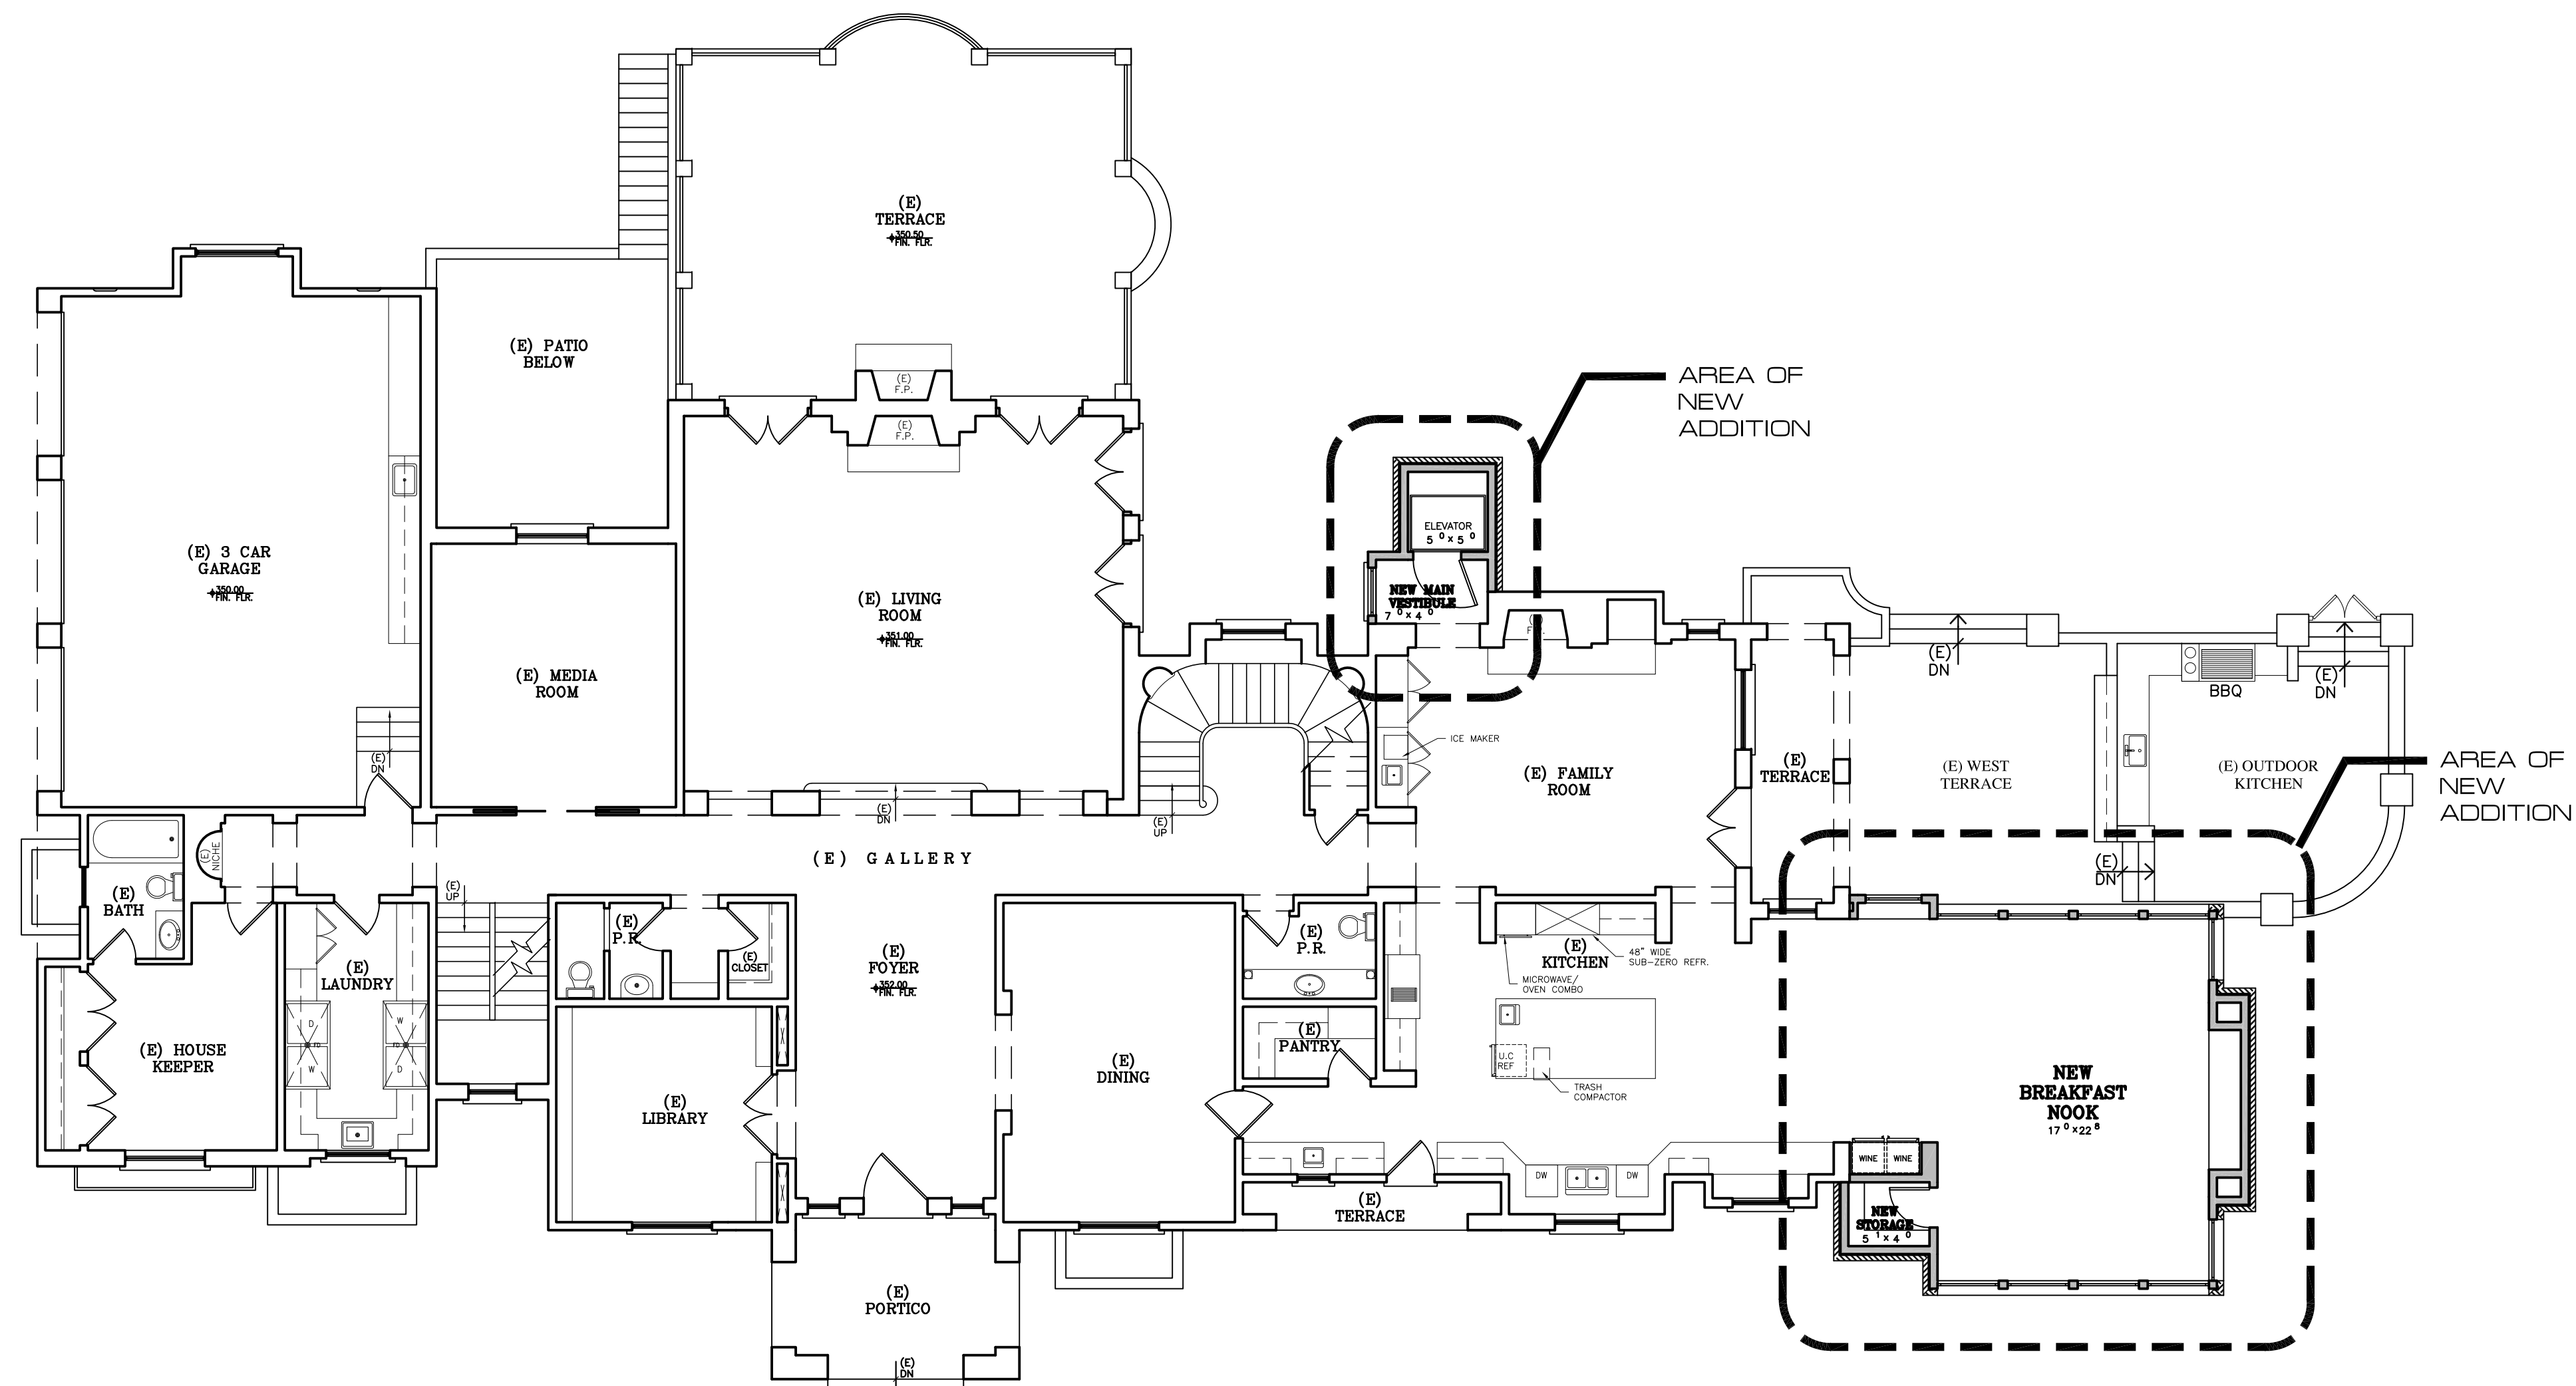 (E)
TERRACE
350.50
FIN. FLR.
(E) PATIO
BELOW
(E)
F.P.
(E)
F.P.
AREA OF
NEW
ADDITION
ELEVATOR
5 0 x 5 0
NEW MAIN
VESTIBULE
7 0 x 4 0
(E) 3 CAR
GARAGE
350.00
FIN. FLR.
(E) LIVING
ROOM
351.00
FIN. FLR.
(E) MEDIA
ROOM
(E)
DN
BBQ
(E)
DN
ICE MAKER
(E)
DN
(E) FAMILY
ROOM
(E)
TERRACE
(E) WEST
TERRACE
(E) OUTDOOR
KITCHEN
AREA OF
NEW
ADDITION
(E)
DN
(E)
UP
(E)
NICHE
(E) GALLERY
(E)
DN
(E)
BATH
(E)
UP
(E)
P.R.
(E)
CLOSET
(E)
FOYER
352.00
FIN. FLR.
(E)
P.R.
(E)
KITCHEN
48" WIDE
SUB-ZERO REFR.
MICROWAVE/
OVEN COMBO
(E)
LAUNDRY
D
W
FD
FD
W
D
(E) HOUSE
KEEPER
(E)
LIBRARY
(E)
DINING
(E)
PANTRY
U.C
REF
TRASH
COMPACTOR
NEW
BREAKFAST
NOOK
17 0 x 22 8
DW
DW
WINE
WINE
(E)
TERRACE
NEW
STORAGE
5 1 x 4 0
(E)
PORTICO
(E)
DN